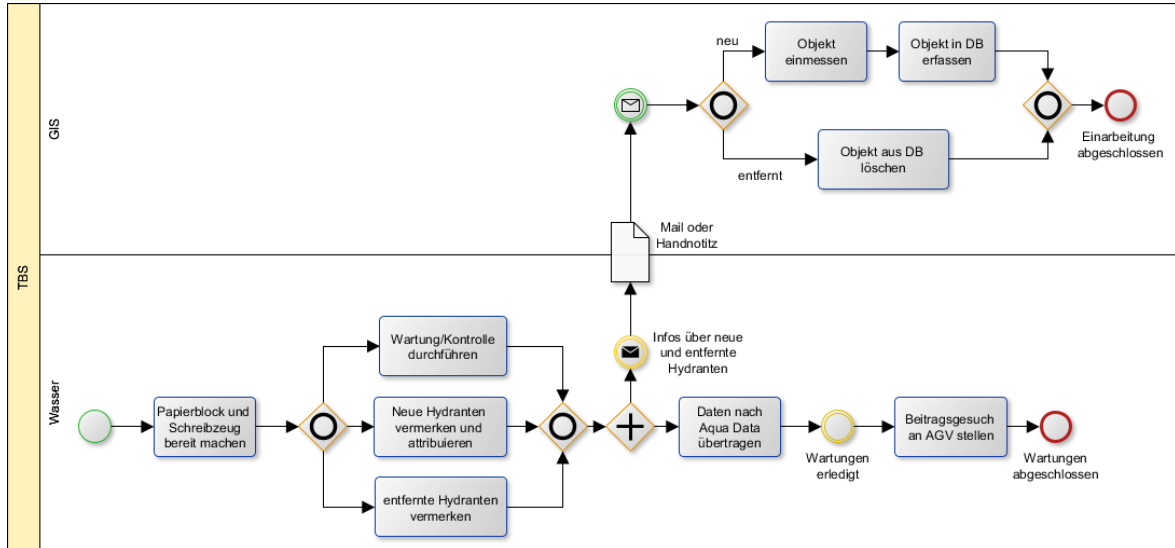 TBS
GIS
neu
Objekt
einmessen
Objekt in DB
erfassen
Einarbeitung
abgeschlossen
entfernt
Objekt aus DB
löschen
Mail oder
Handnotitz
Wasser
Papierblock und
Schreibzeug
bereit machen
Wartung/Kontrolle
durchführen
Neue Hydranten
vermerken und
attribuieren
entfernte Hydranten
vermerken
Infos über neue
und entfernte
Hydranten
Daten nach
Aqua Data
übertragen
Wartungen
erledigt
Beitragsgesuch
an AGV stellen
Wartungen
abgeschlossen